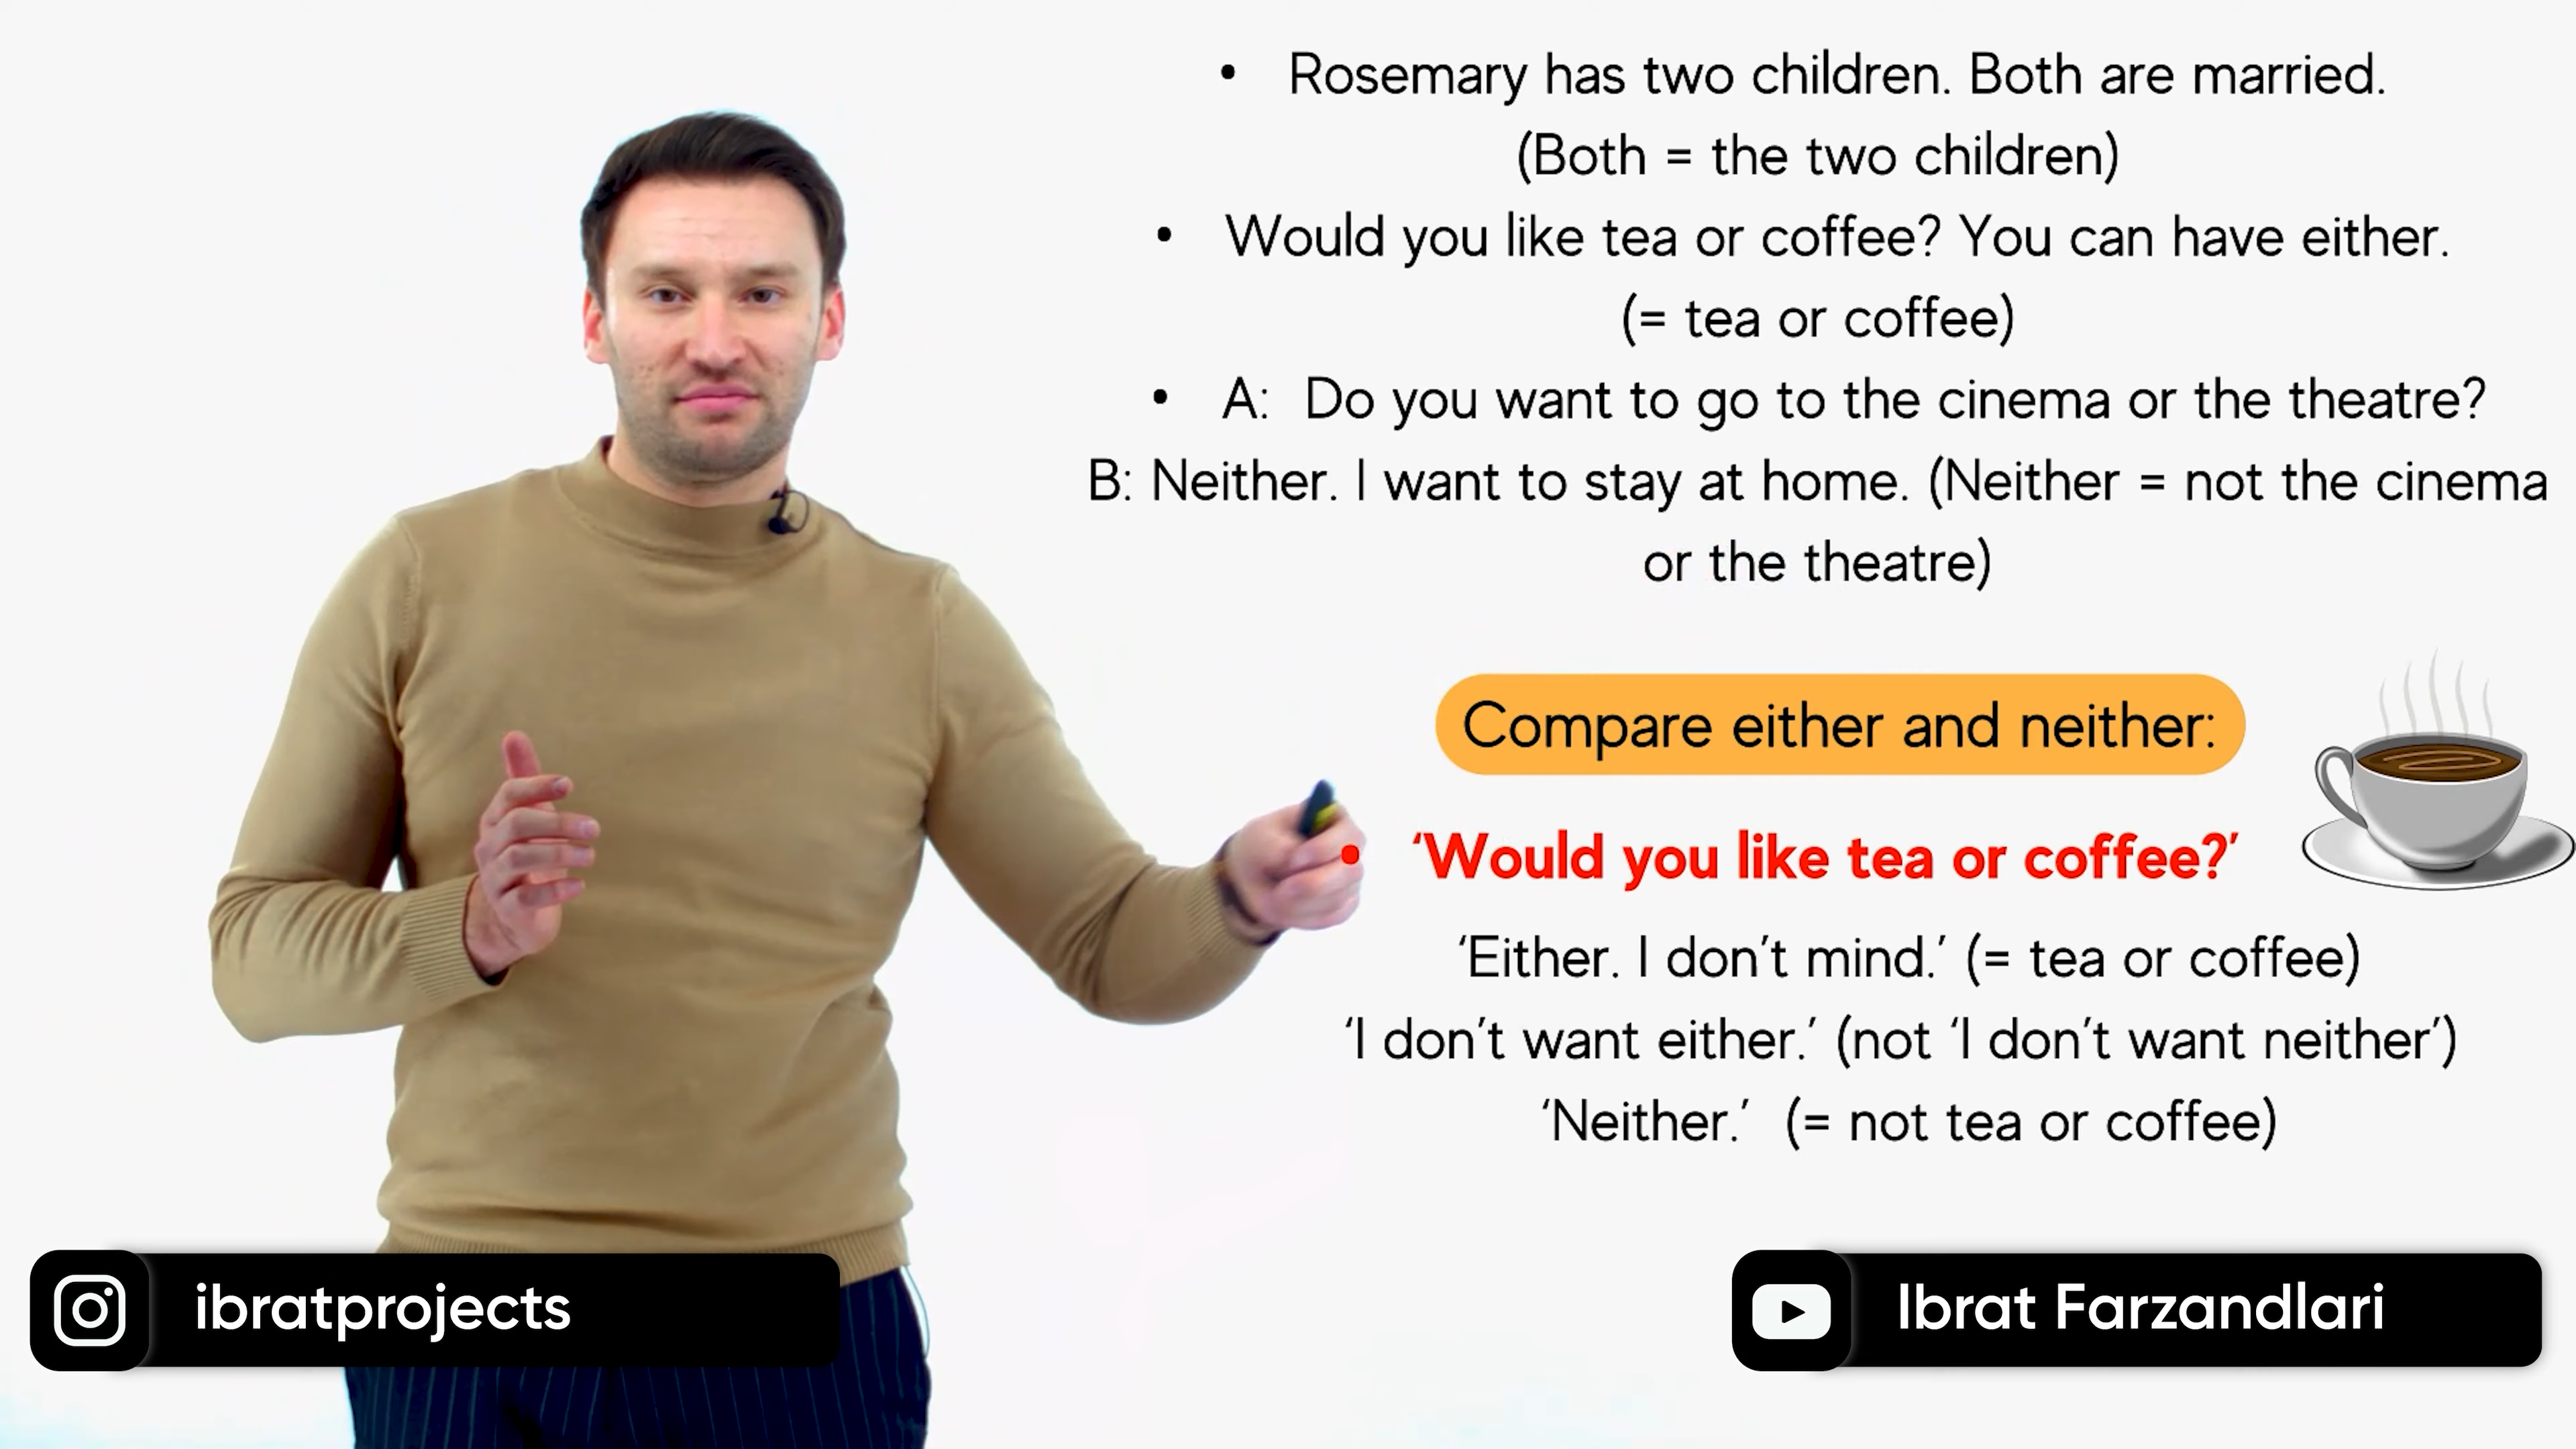 • Rosemary has two children. Both are married.
(Both = the two children)
• Would you like tea or coffee? You can have either.
(= tea or coffee)
• A: Do you want to go to the cinema or the theatre?
B: Neither. I want to stay at home. (Neither = not the cinema
or the theatre)
Compare either and neither:
• ‘Would you like tea or coffee?’
‘Either. I don’t mind.’ (= tea or coffee)
‘I don’t want either.’ (not ‘I don’t want neither’)
‘Neither.’ (= not tea or coffee)
ibratprojects
Ibrat Farzandlari